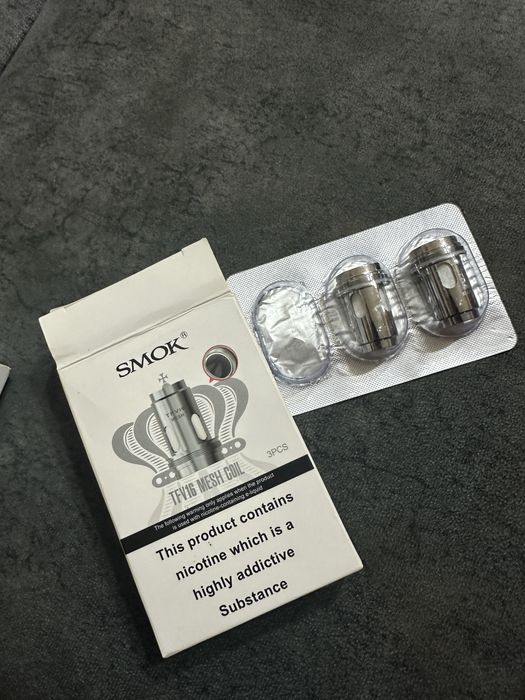 SMOK®
TFV16
3PCS
TFV16 MESH COIL
The following warning only applies when the product
is used with nicotine-containing e-liquid
This product contains
nicotine which is a
highly addictive
Substance